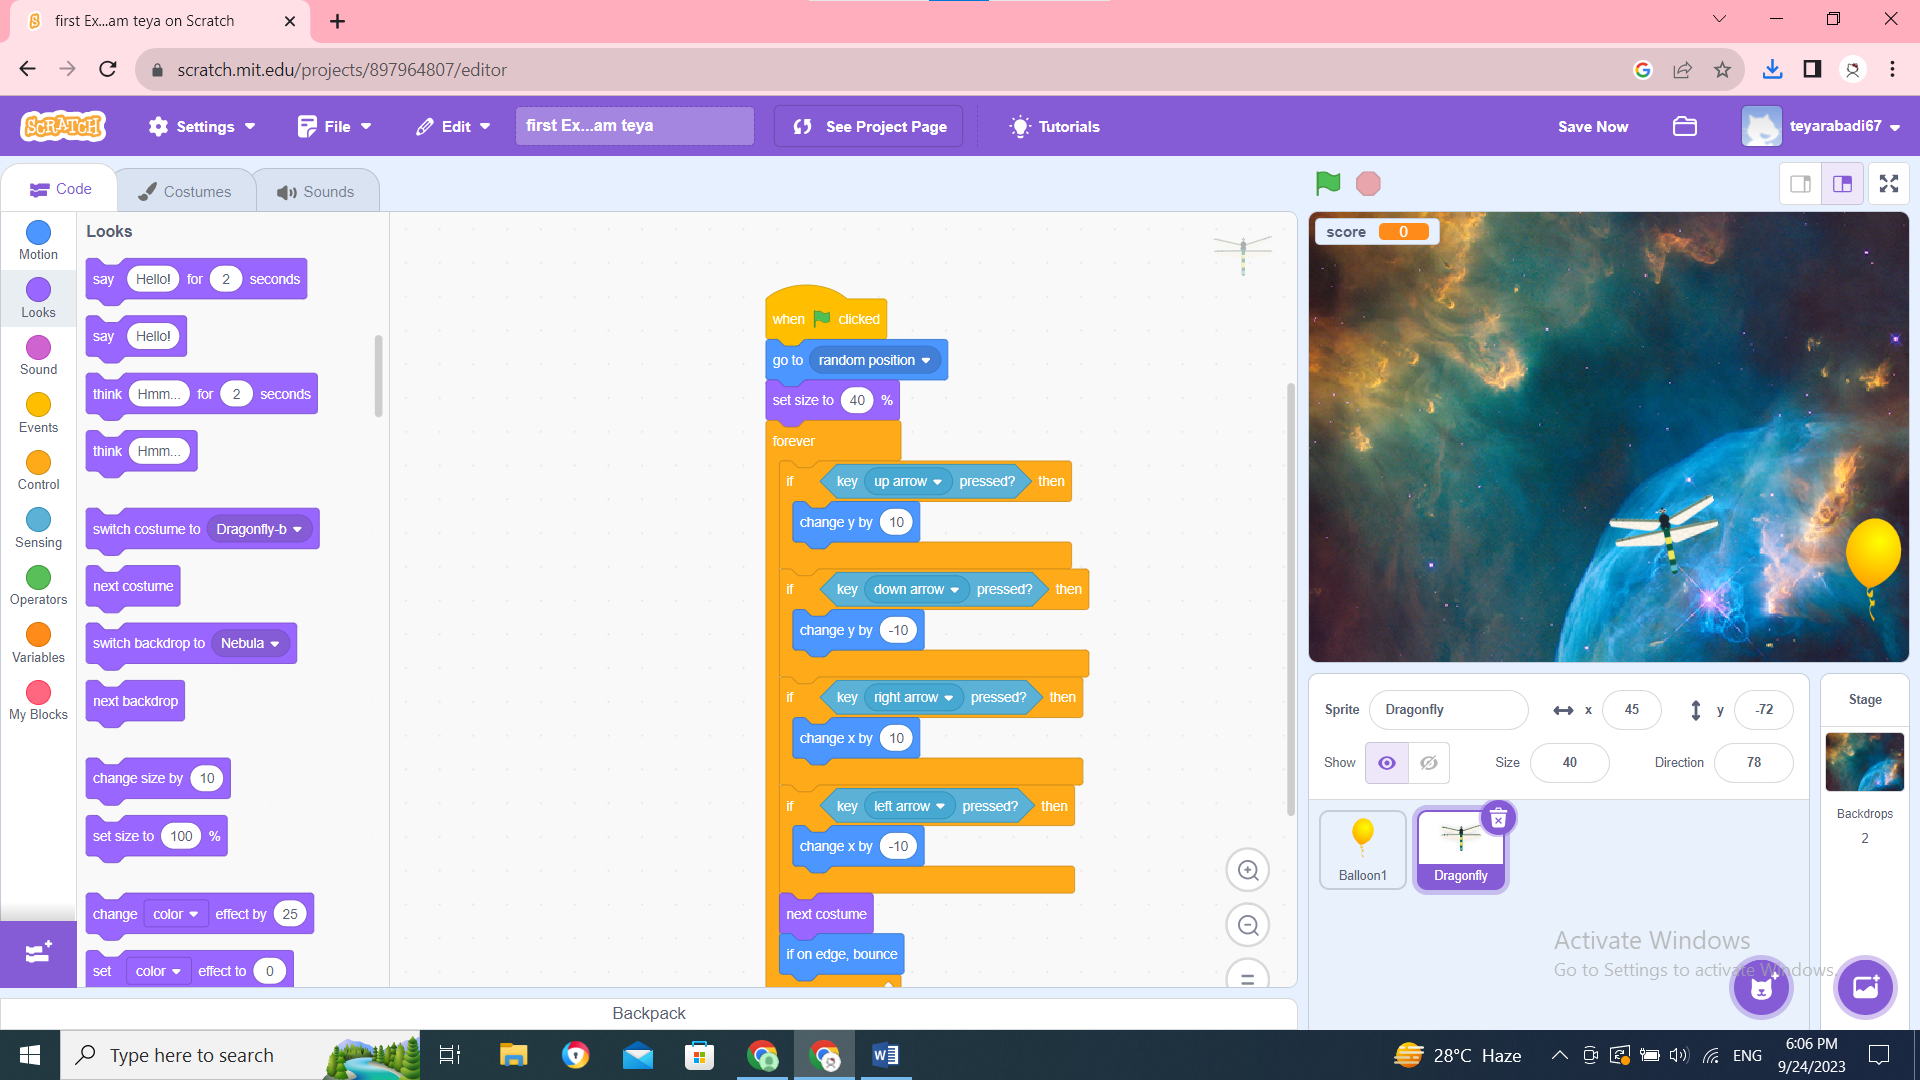 first Ex...am teya on Scratch
scratch.mit.edu/projects/897964807/editor
SCRATCH
Settings
File
Edit
first Ex...am teya
See Project Page
Tutorials
Save Now
teyarabadi67
Code
Costumes
Sounds
Motion
Looks
Sound
Events
Control
Sensing
Operators
Variables
My Blocks
Looks
say Hello! for 2 seconds
say Hello!
think Hmm... for 2 seconds
think Hmm...
switch costume to Dragonfly-b
next costume
switch backdrop to Nebula
next backdrop
change size by 10
set size to 100 %
change color effect by 25
set color effect to 0
when clicked
go to random position
set size to 40 %
forever
if key up arrow pressed? then
change y by 10
if key down arrow pressed? then
change y by -10
if key right arrow pressed? then
change x by 10
if key left arrow pressed? then
change x by -10
next costume
if on edge, bounce
Backpack
score 0
Sprite Dragonfly x 45 y -72
Show Size 40 Direction 78
Balloon1
Dragonfly
Stage
Backdrops
2
Activate Windows
Go to Settings to activate Windows.
Type here to search
28°C Haze
ENG
6:06 PM
9/24/2023